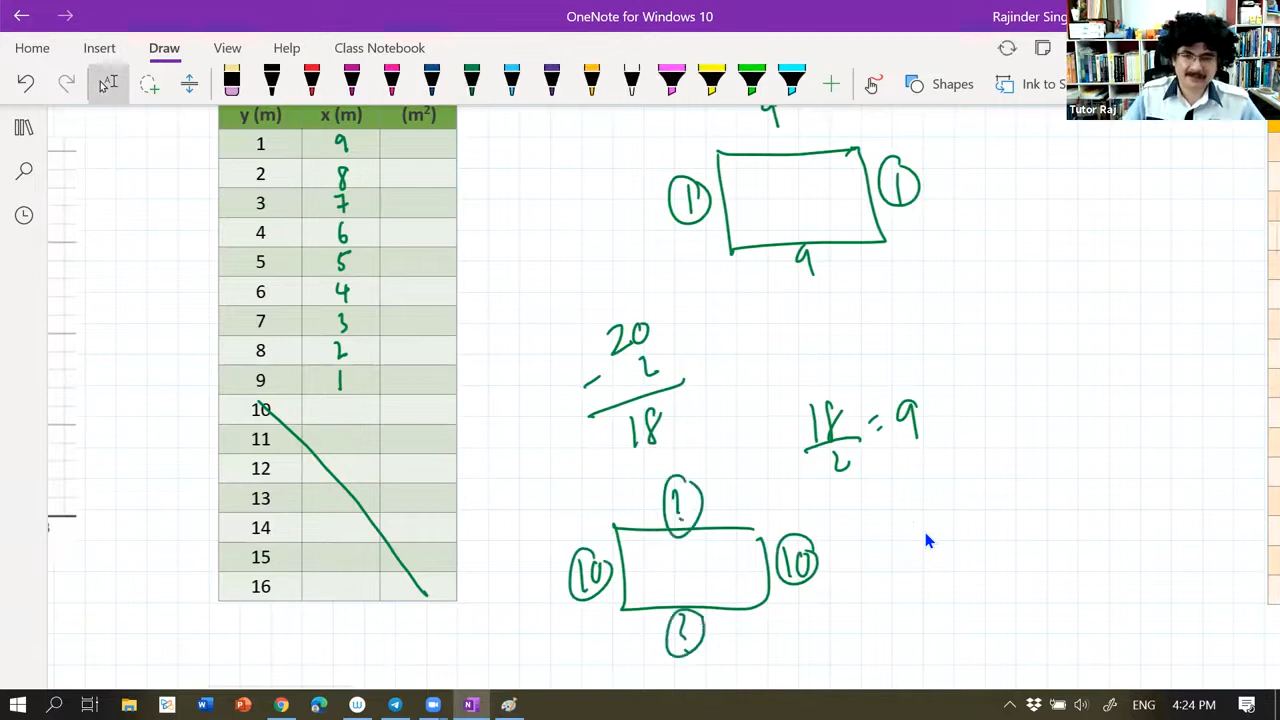 OneNote for Windows 10
Rajinder Sing
Home Insert Draw View Help Class Notebook
Shapes
Ink to S
Tutor Raj
y (m) x (m) (m²)
1 9
2 8
3 7
4 6
5 5
6 4
7 3
8 2
9 1
10
11
12
13
14
15
16
9
1 1
9
20
- 2
18
18/2 = 9
?
10 10
?
ENG 4:24 PM